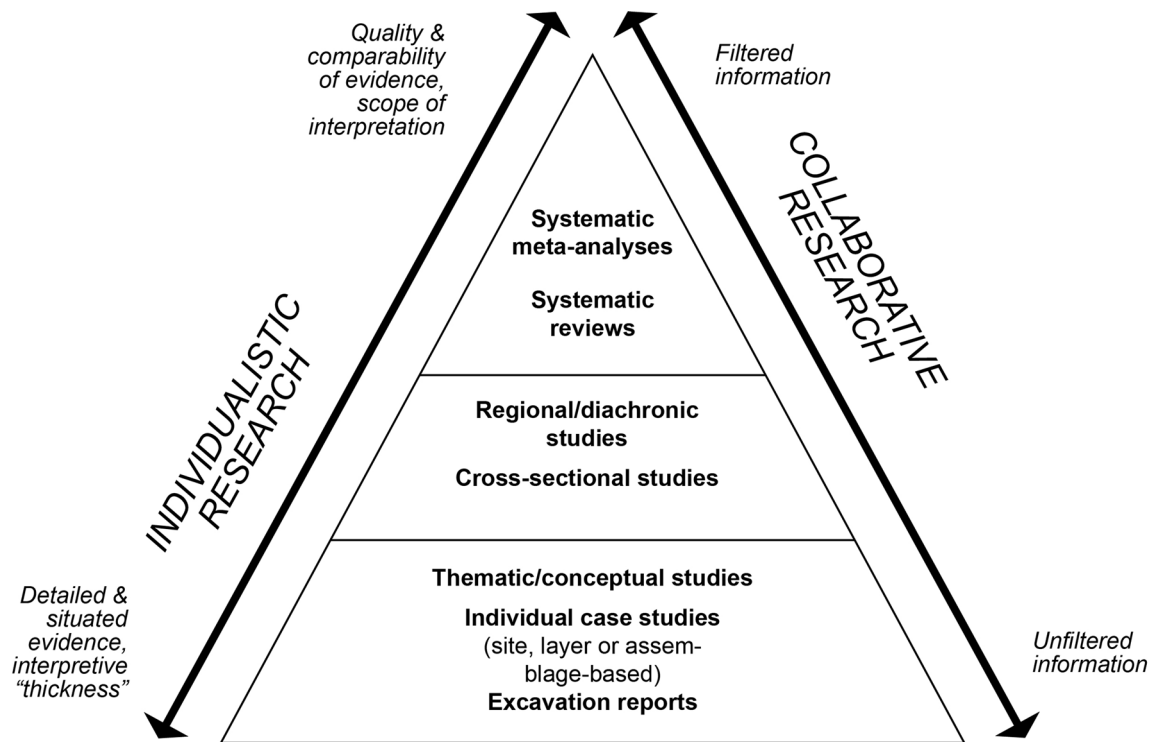 Quality &
comparability
of evidence,
scope of
interpretation
Filtered
information
INDIVIDUALISTIC
RESEARCH
COLLABORATIVE
RESEARCH
Systematic
meta-analyses
Systematic
reviews
Regional/diachronic
studies
Cross-sectional studies
Thematic/conceptual studies
Individual case studies
(site, layer or assem-
blage-based)
Excavation reports
Detailed &
situated
evidence,
interpretive
“thickness”
Unfiltered
information